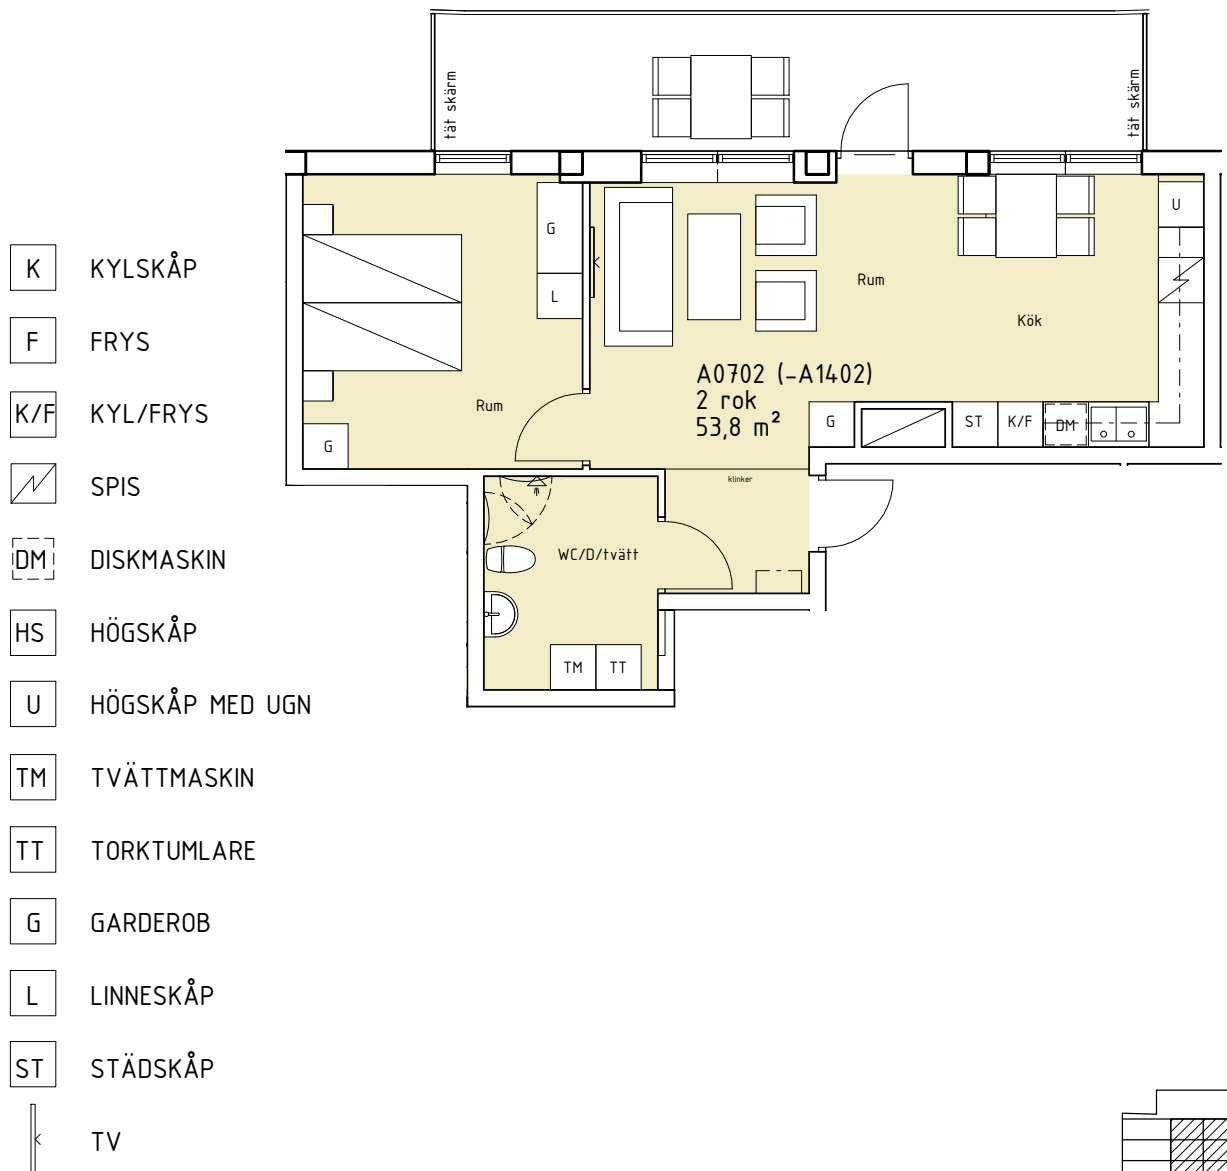 tät skärm
tät skärm
G
L
Rum
G
Rum
Kök
U
A0702 (-A1402)
2 rok
53,8 m²
G
ST
K/F
DM
klinker
WC/D/tvätt
TM
TT
K KYLSKÅP
F FRYS
K/F KYL/FRYS
SPIS
DM DISKMASKIN
HS HÖGSKÅP
U HÖGSKÅP MED UGN
TM TVÄTTMASKIN
TT TORKTUMLARE
G GARDEROB
L LINNESKÅP
ST STÄDSKÅP
TV